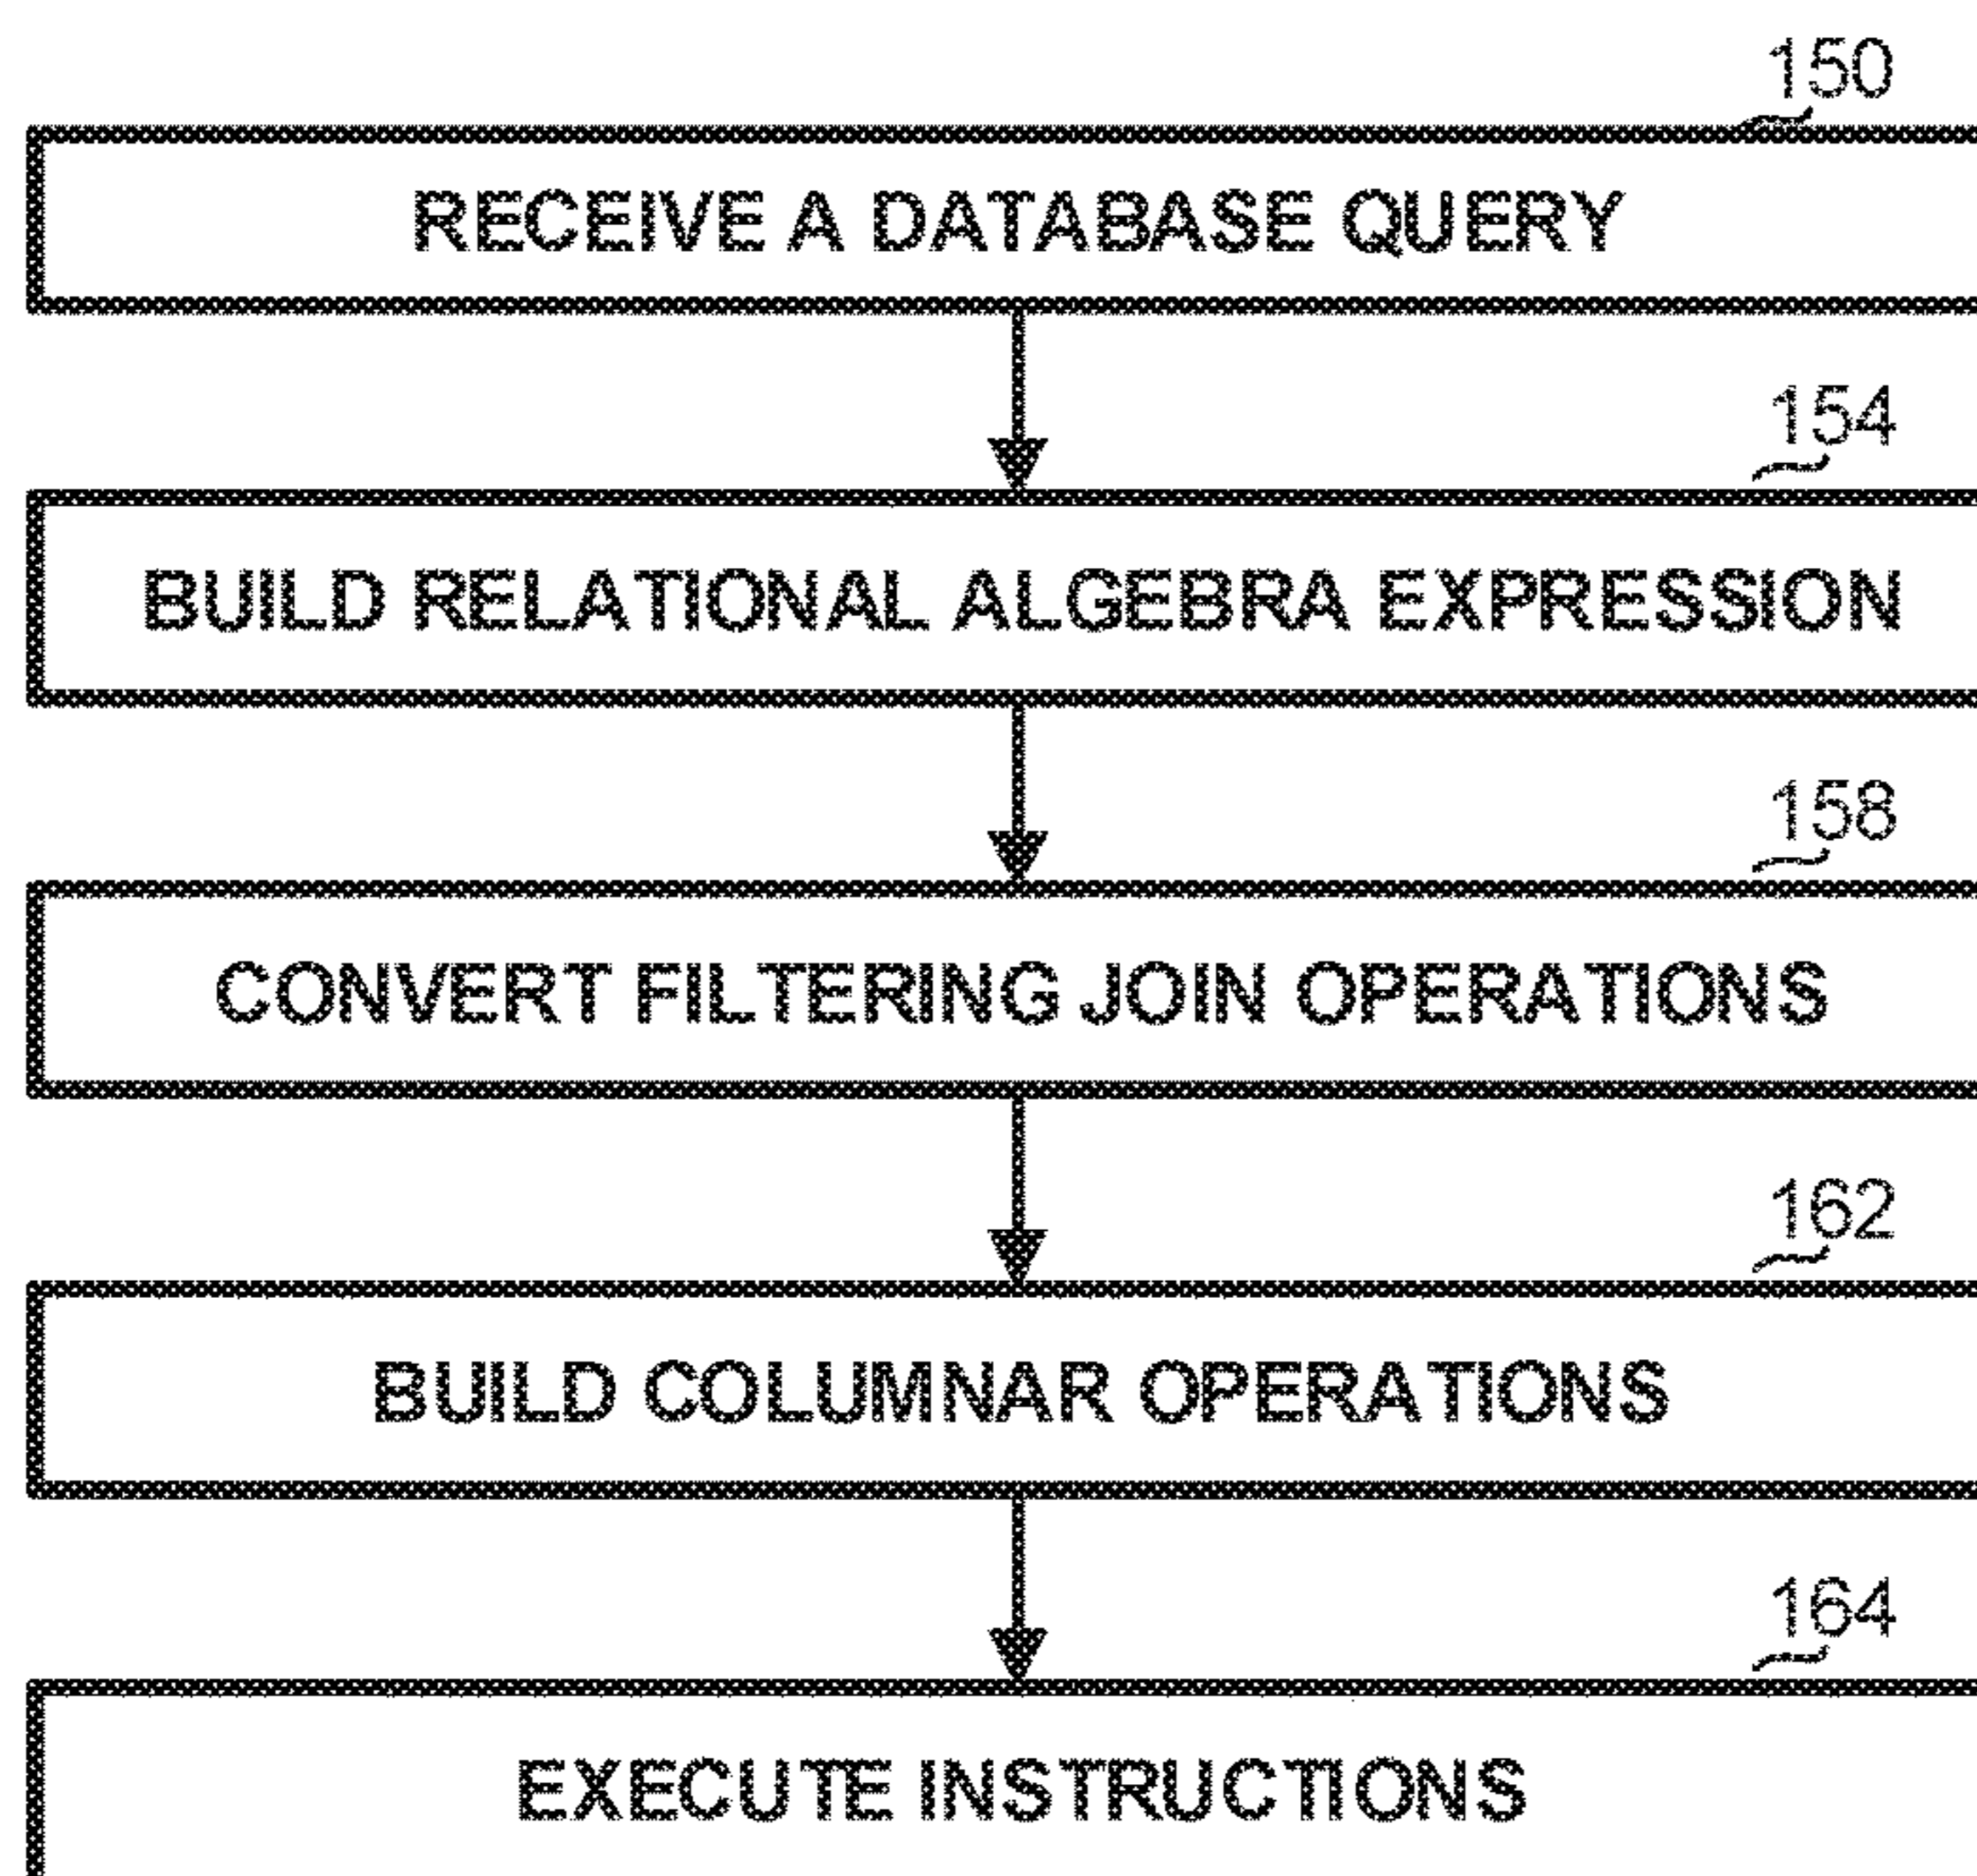 150
RECEIVE A DATABASE QUERY
154
BUILD RELATIONAL ALGEBRA EXPRESSION
158
CONVERT FILTERING JOIN OPERATIONS
162
BUILD COLUMNAR OPERATIONS
164
EXECUTE INSTRUCTIONS